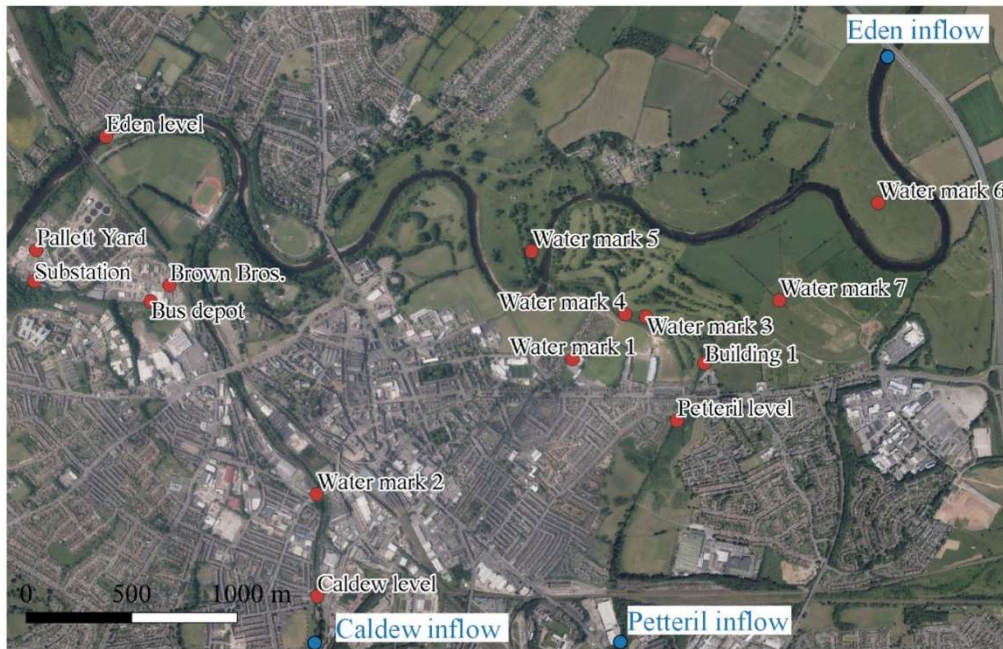 Eden inflow
Eden level
Water mark 6
Pallett Yard
Water mark 5
Substation
Brown Bros.
Bus depot
Water mark 7
Water mark 4
Water mark 3
Water mark 1
Building 1
Petteril level
Water mark 2
Caldew level
0 500 1000 m
Caldew inflow
Petteril inflow